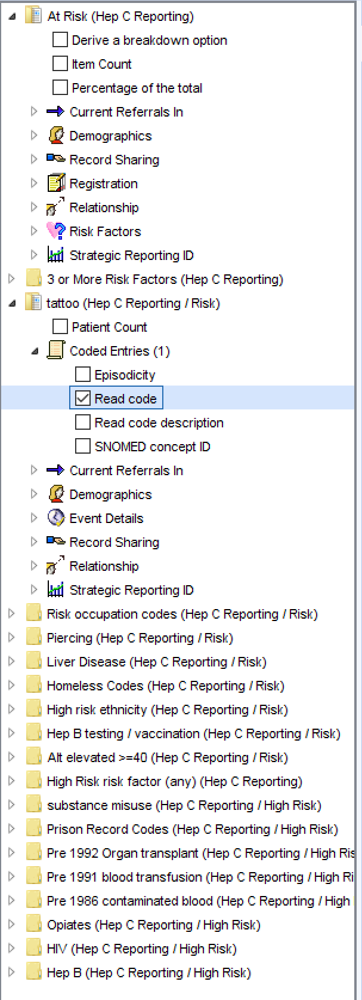 At Risk (Hep C Reporting)
Derive a breakdown option
Item Count
Percentage of the total
Current Referrals In
Demographics
Record Sharing
Registration
Relationship
Risk Factors
Strategic Reporting ID
3 or More Risk Factors (Hep C Reporting)
tattoo (Hep C Reporting / Risk)
Patient Count
Coded Entries (1)
Episodicity
Read code
Read code description
SNOMED concept ID
Current Referrals In
Demographics
Event Details
Record Sharing
Relationship
Strategic Reporting ID
Risk occupation codes (Hep C Reporting / Risk)
Piercing (Hep C Reporting / Risk)
Liver Disease (Hep C Reporting / Risk)
Homeless Codes (Hep C Reporting / Risk)
High risk ethnicity (Hep C Reporting / Risk)
Hep B testing / vaccination (Hep C Reporting / Risk)
Alt elevated >=40 (Hep C Reporting / Risk)
High Risk risk factor (any) (Hep C Reporting)
substance misuse (Hep C Reporting / High Risk)
Prison Record Codes (Hep C Reporting / High Risk)
Pre 1992 Organ transplant (Hep C Reporting / High Ris
Pre 1991 blood transfusion (Hep C Reporting / High Ri
Pre 1986 contaminated blood (Hep C Reporting / High
Opiates (Hep C Reporting / High Risk)
HIV (Hep C Reporting / High Risk)
Hep B (Hep C Reporting / High Risk)